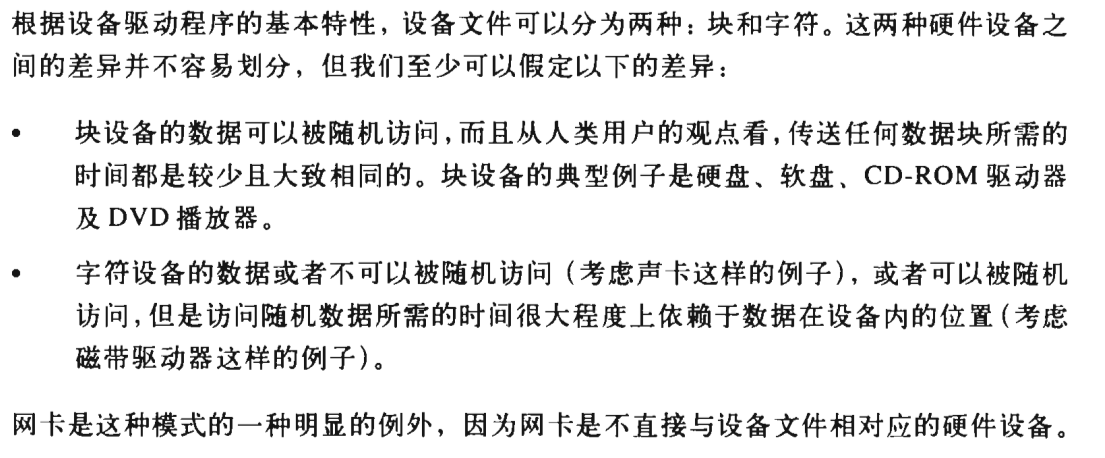 根据设备驱动程序的基本特性，设备文件可以分为两种：块和字符。这两种硬件设备之
间的差异并不容易划分，但我们至少可以假定以下的差异：
• 块设备的数据可以被随机访问，而且从人类用户的观点看，传送任何数据块所需的
时间都是较少且大致相同的。块设备的典型例子是硬盘、软盘、CD-ROM 驱动器
及 DVD 播放器。
• 字符设备的数据或者不可以被随机访问（考虑声卡这样的例子），或者可以被随机
访问，但是访问随机数据所需的时间很大程度上依赖于数据在设备内的位置（考虑
磁带驱动器这样的例子）。
网卡是这种模式的一种明显的例外，因为网卡是不直接与设备文件相对应的硬件设备。